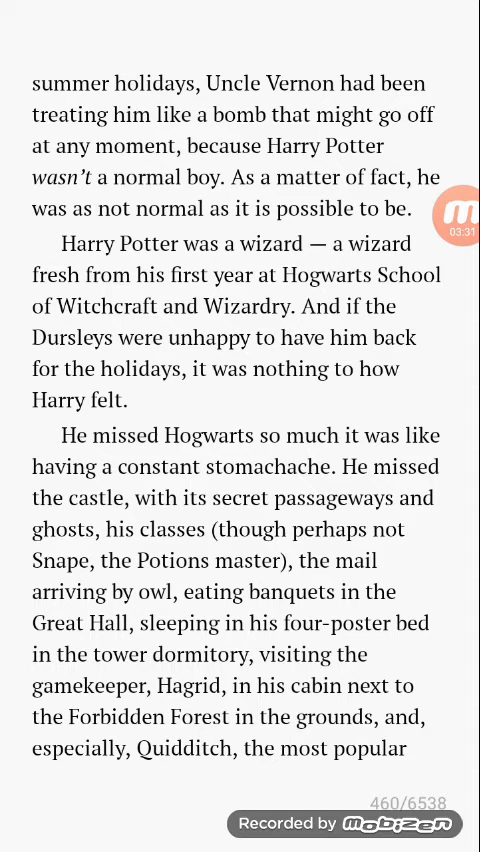 summer holidays, Uncle Vernon had been
treating him like a bomb that might go off
at any moment, because Harry Potter
wasn’t a normal boy. As a matter of fact, he
was as not normal as it is possible to be.
03:31
Harry Potter was a wizard — a wizard
fresh from his first year at Hogwarts School
of Witchcraft and Wizardry. And if the
Dursleys were unhappy to have him back
for the holidays, it was nothing to how
Harry felt.
He missed Hogwarts so much it was like
having a constant stomachache. He missed
the castle, with its secret passageways and
ghosts, his classes (though perhaps not
Snape, the Potions master), the mail
arriving by owl, eating banquets in the
Great Hall, sleeping in his four-poster bed
in the tower dormitory, visiting the
gamekeeper, Hagrid, in his cabin next to
the Forbidden Forest in the grounds, and,
especially, Quidditch, the most popular
460/6538
Recorded by mobizen